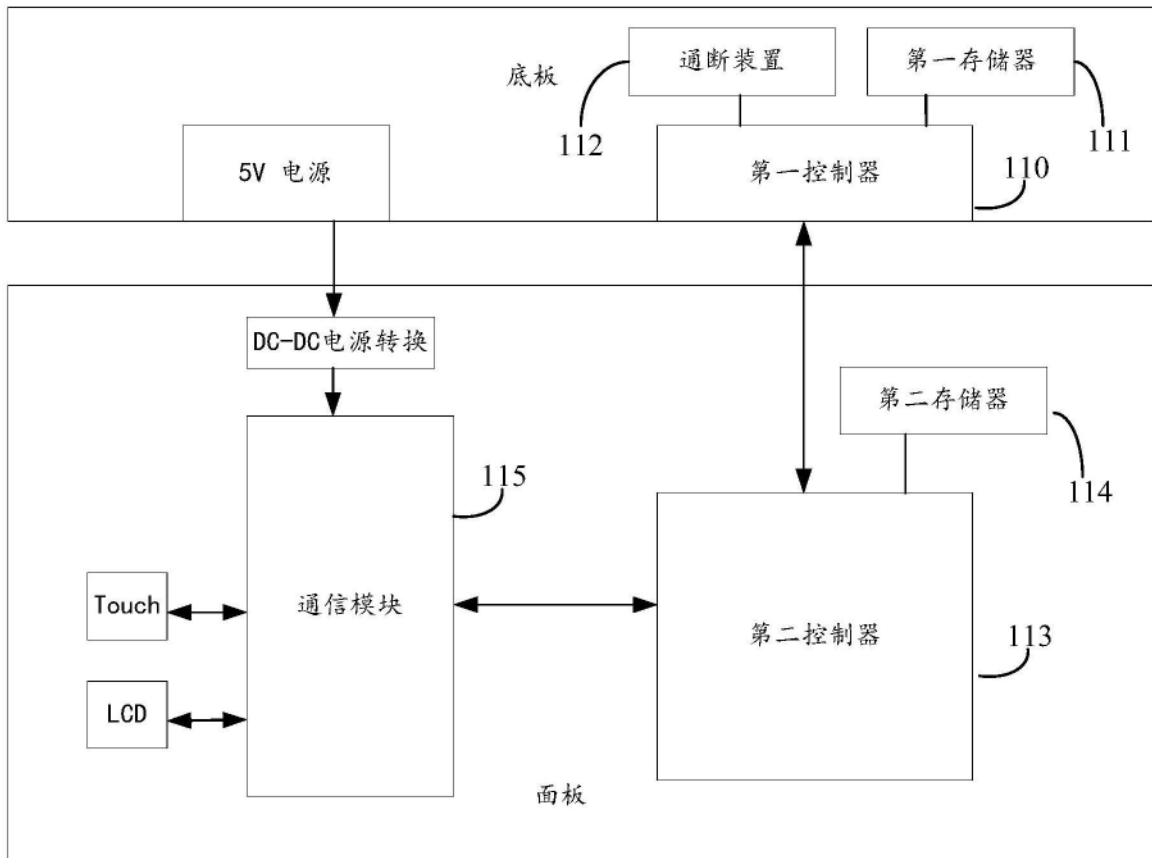 通断装置
第一存储器
底板
112
111
5V 电源
第一控制器
110
DC-DC电源转换
第二存储器
115
114
Touch
通信模块
第二控制器
113
LCD
面板